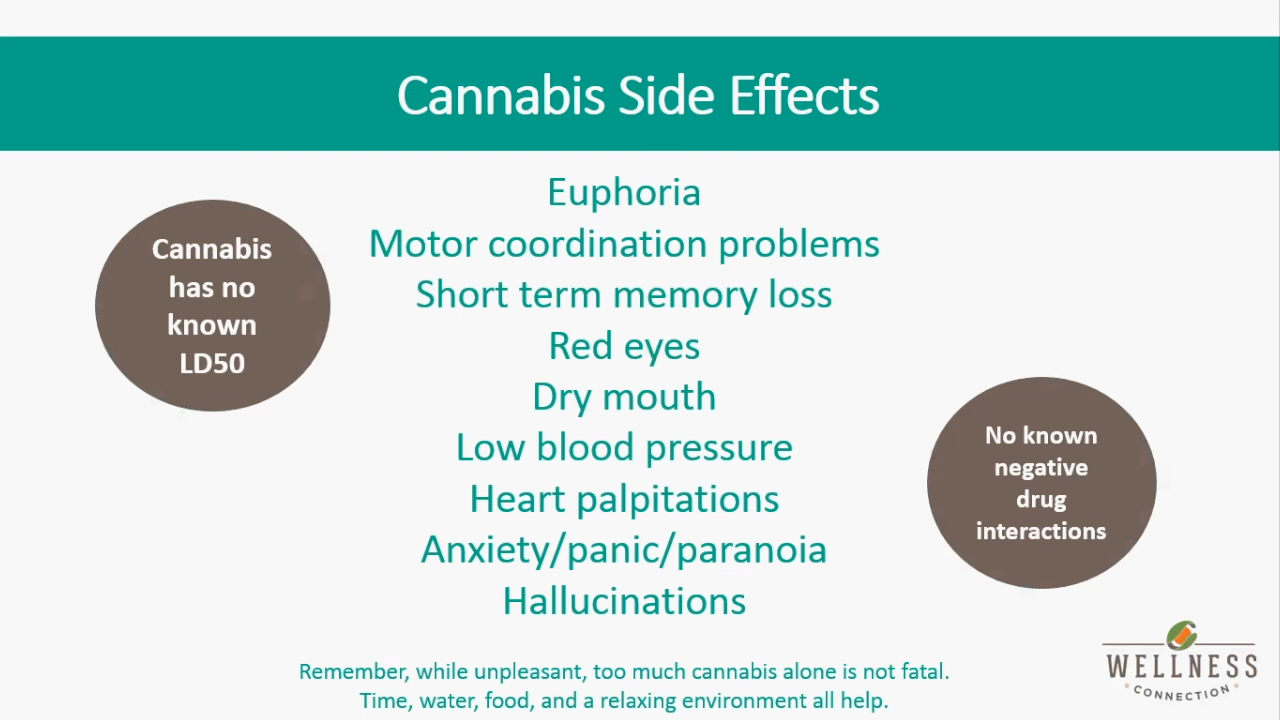 Cannabis Side Effects
Cannabis
has no
known
LD50
Euphoria
Motor coordination problems
Short term memory loss
Red eyes
Dry mouth
Low blood pressure
Heart palpitations
Anxiety/panic/paranoia
Hallucinations
No known
negative
drug
interactions
Remember, while unpleasant, too much cannabis alone is not fatal.
Time, water, food, and a relaxing environment all help.
WELLNESS
CONNECTION